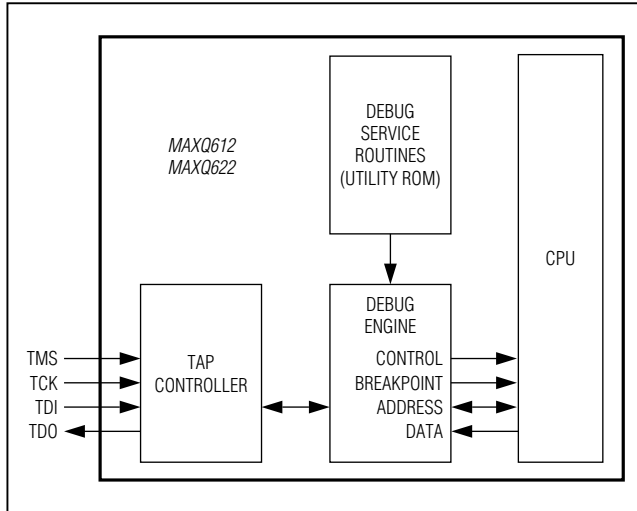 MAXQ612
MAXQ622
DEBUG
SERVICE
ROUTINES
(UTILITY ROM)
CPU
TAP
CONTROLLER
DEBUG
ENGINE
CONTROL
BREAKPOINT
ADDRESS
DATA
TMS
TCK
TDI
TDO